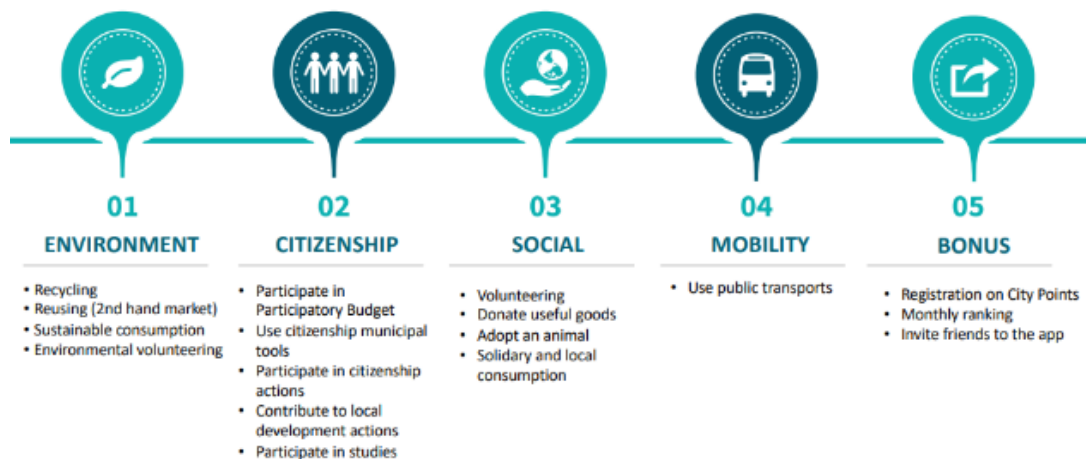 01
ENVIRONMENT
• Recycling
• Reusing (2nd hand market)
• Sustainable consumption
• Environmental volunteering
02
CITIZENSHIP
• Participate in
Participatory Budget
• Use citizenship municipal
tools
• Participate in citizenship
actions
• Contribute to local
development actions
• Participate in studies
03
SOCIAL
• Volunteering
• Donate useful goods
• Adopt an animal
• Solidary and local
consumption
04
MOBILITY
• Use public transports
05
BONUS
• Registration on City Points
• Monthly ranking
• Invite friends to the app